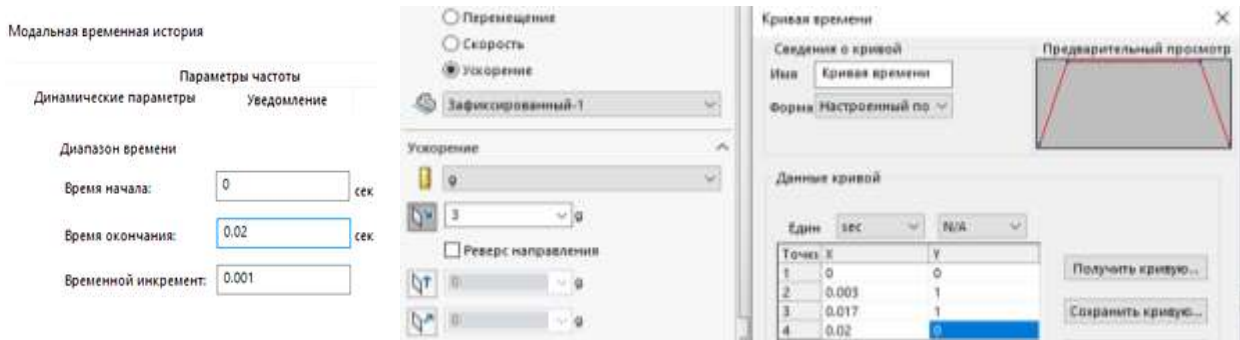 Модальная временная история
Параметры частоты
Динамические параметры
Уведомление
Диапазон времени
Время начала:
0
сек
Время окончания:
0.02
сек
Временной инкремент:
0.001
Перемещение
Скорость
Ускорение
Зафиксированный-1
Ускорение
g
3
g
Реверс направления
0
g
0
g
Кривая времени
Сведения о кривой
Имя
Кривая времени
Форма
Настроенный по
Предварительный просмотр
Данные кривой
Един
sec
N/A
Точка X Y
1 0 0
2 0.003 1
3 0.017 1
4 0.02 0
Получить кривую...
Сохранить кривую...